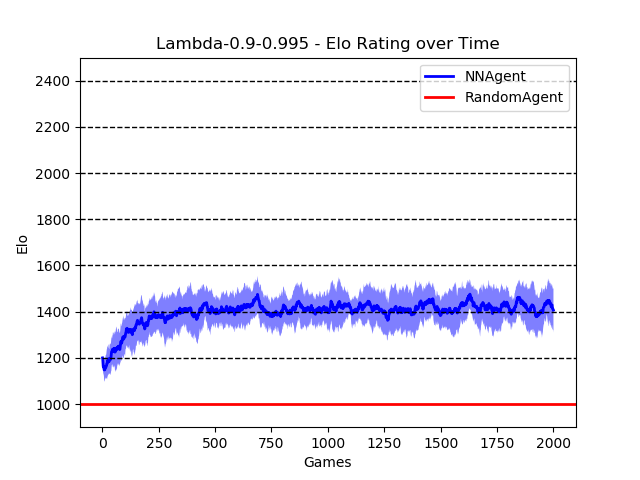 Lambda-0.9-0.995 - Elo Rating over Time
NNAgent
RandomAgent
2400
2200
2000
1800
1600
1400
1200
1000
Elo
0 250 500 750 1000 1250 1500 1750 2000
Games